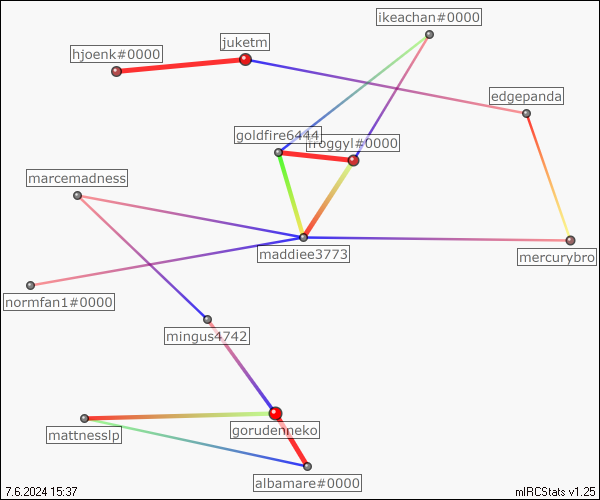 ikeachan#0000
juketm
hjoenk#0000
edgepanda
goldfire6444
froggyl#0000
marcemadness
maddiee3773
mercurybro
normfan1#0000
mingus4742
gorudenneko
mattnesslp
albamare#0000
7.6.2024 15:37
mIRCStats v1.25